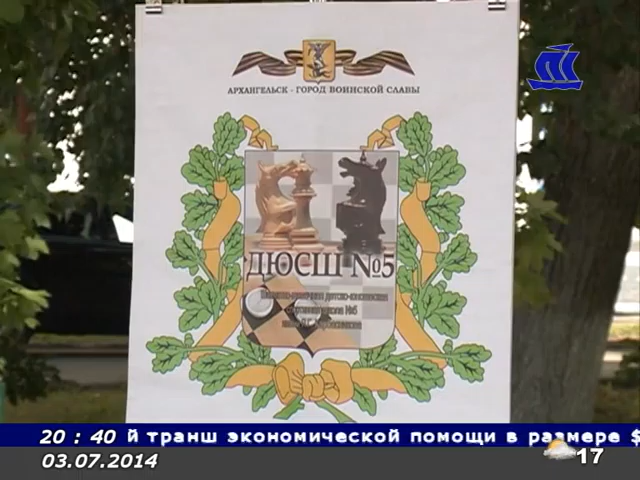 АРХАНГЕЛЬСК - ГОРОД ВОИНСКОЙ СЛАВЫ
ДЮСШ №5
20 : 40 й транш экономической помощи в размере $
03.07.2014
17